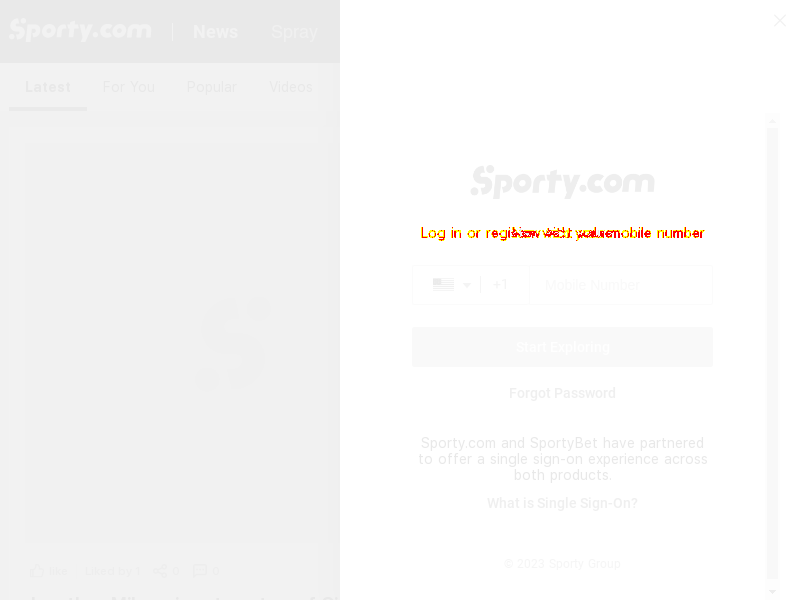 Sporty.com
News Spray
Latest For You Popular Videos
Sporty.com
Log in or register with your mobile number
+1 Mobile Number
Start Exploring
Forgot Password
Sporty.com and SportyBet have partnered
to offer a single sign-on experience across
both products.
What is Single Sign-On?
© 2023 Sporty Group